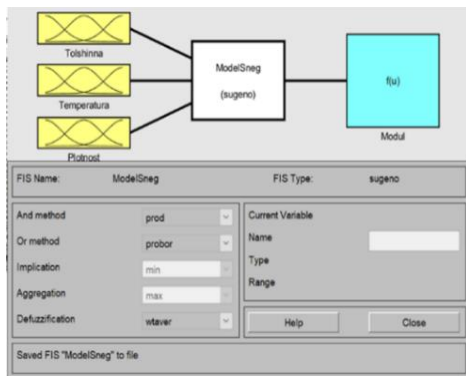 Tolshinna
Temperatura
Plotnost
ModelSneg
(sugeno)
f(u)
Modul
FIS Name: ModelSneg FIS Type: sugeno
And method prod
Or method probor
Implication min
Aggregation max
Defuzzification wtaver
Current Variable
Name
Type
Range
Help Close
Saved FIS "ModelSneg" to file